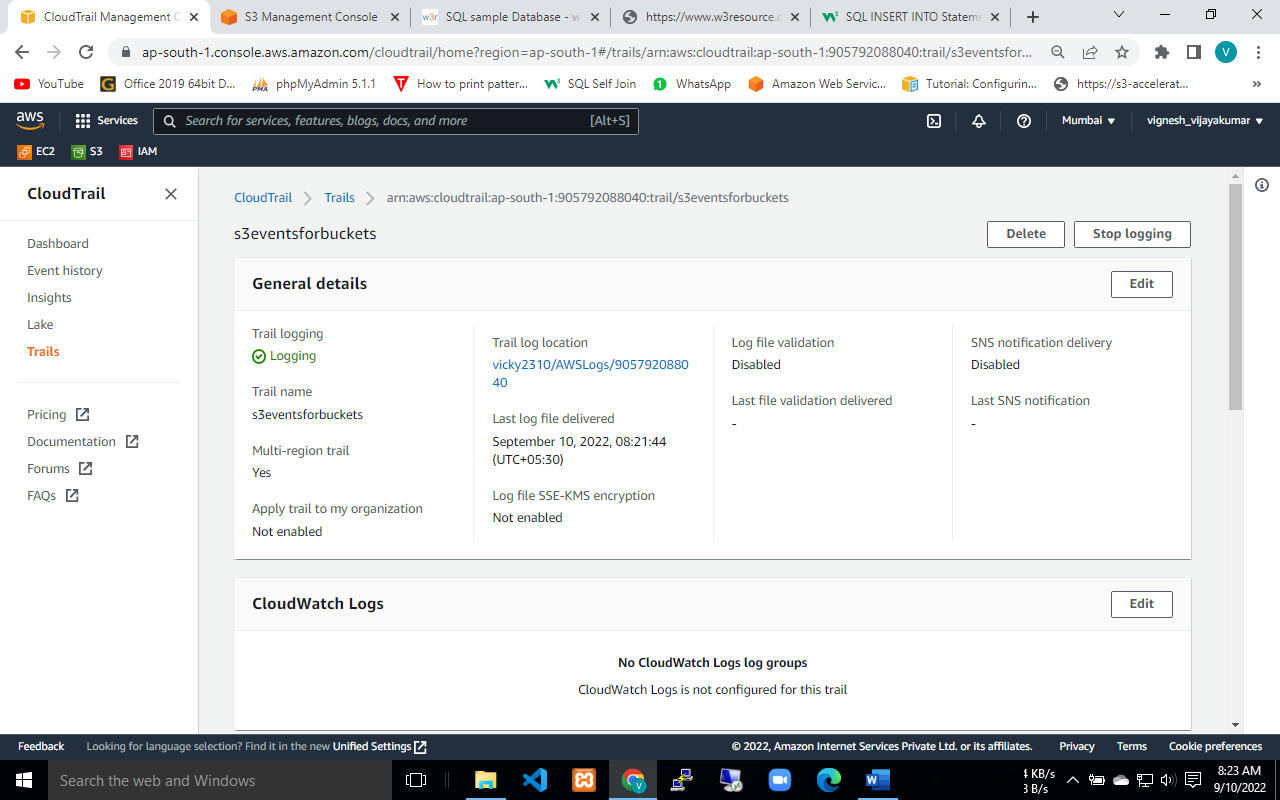 CloudTrail Management C
S3 Management Console
SQL sample Database - w
https://www.w3resource.c
SQL INSERT INTO Stateme
ap-south-1.console.aws.amazon.com/cloudtrail/home?region=ap-south-1#/trails/arn:aws:cloudtrail:ap-south-1:905792088040:trail/s3eventsfor...
V
YouTube
Office 2019 64bit D...
phpMyAdmin 5.1.1
How to print patter...
SQL Self Join
WhatsApp
Amazon Web Servic...
Tutorial: Configurin...
https://s3-accelerat...
»
aws
Services
Search for services, features, blogs, docs, and more
[Alt+S]
Mumbai
vignesh_vijayakumar
EC2
S3
IAM
CloudTrail
Dashboard
Event history
Insights
Lake
Trails
Pricing
Documentation
Forums
FAQs
CloudTrail
Trails
arn:aws:cloudtrail:ap-south-1:905792088040:trail/s3eventsforbuckets
s3eventsforbuckets
Delete
Stop logging
General details
Edit
Trail logging
Logging
Trail name
s3eventsforbuckets
Multi-region trail
Yes
Apply trail to my organization
Not enabled
Trail log location
vicky2310/AWSLogs/9057920880
40
Last log file delivered
September 10, 2022, 08:21:44
(UTC+05:30)
Log file SSE-KMS encryption
Not enabled
Log file validation
Disabled
Last file validation delivered
-
SNS notification delivery
Disabled
Last SNS notification
-
CloudWatch Logs
Edit
No CloudWatch Logs log groups
CloudWatch Logs is not configured for this trail
Feedback
Looking for language selection? Find it in the new Unified Settings
© 2022, Amazon Internet Services Private Ltd. or its affiliates.
Privacy
Terms
Cookie preferences
Search the web and Windows
KB/s
B/s
8:23 AM
9/10/2022